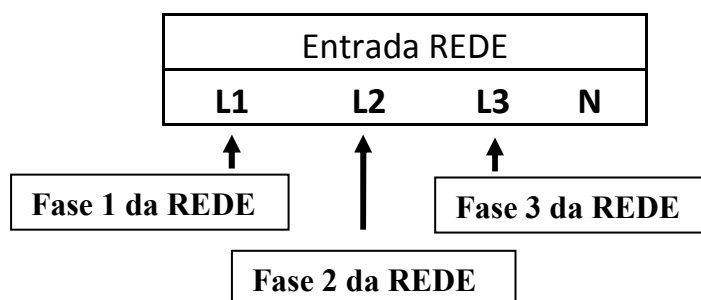 Entrada REDE
L1 L2 L3 N
Fase 1 da REDE
Fase 3 da REDE
Fase 2 da REDE